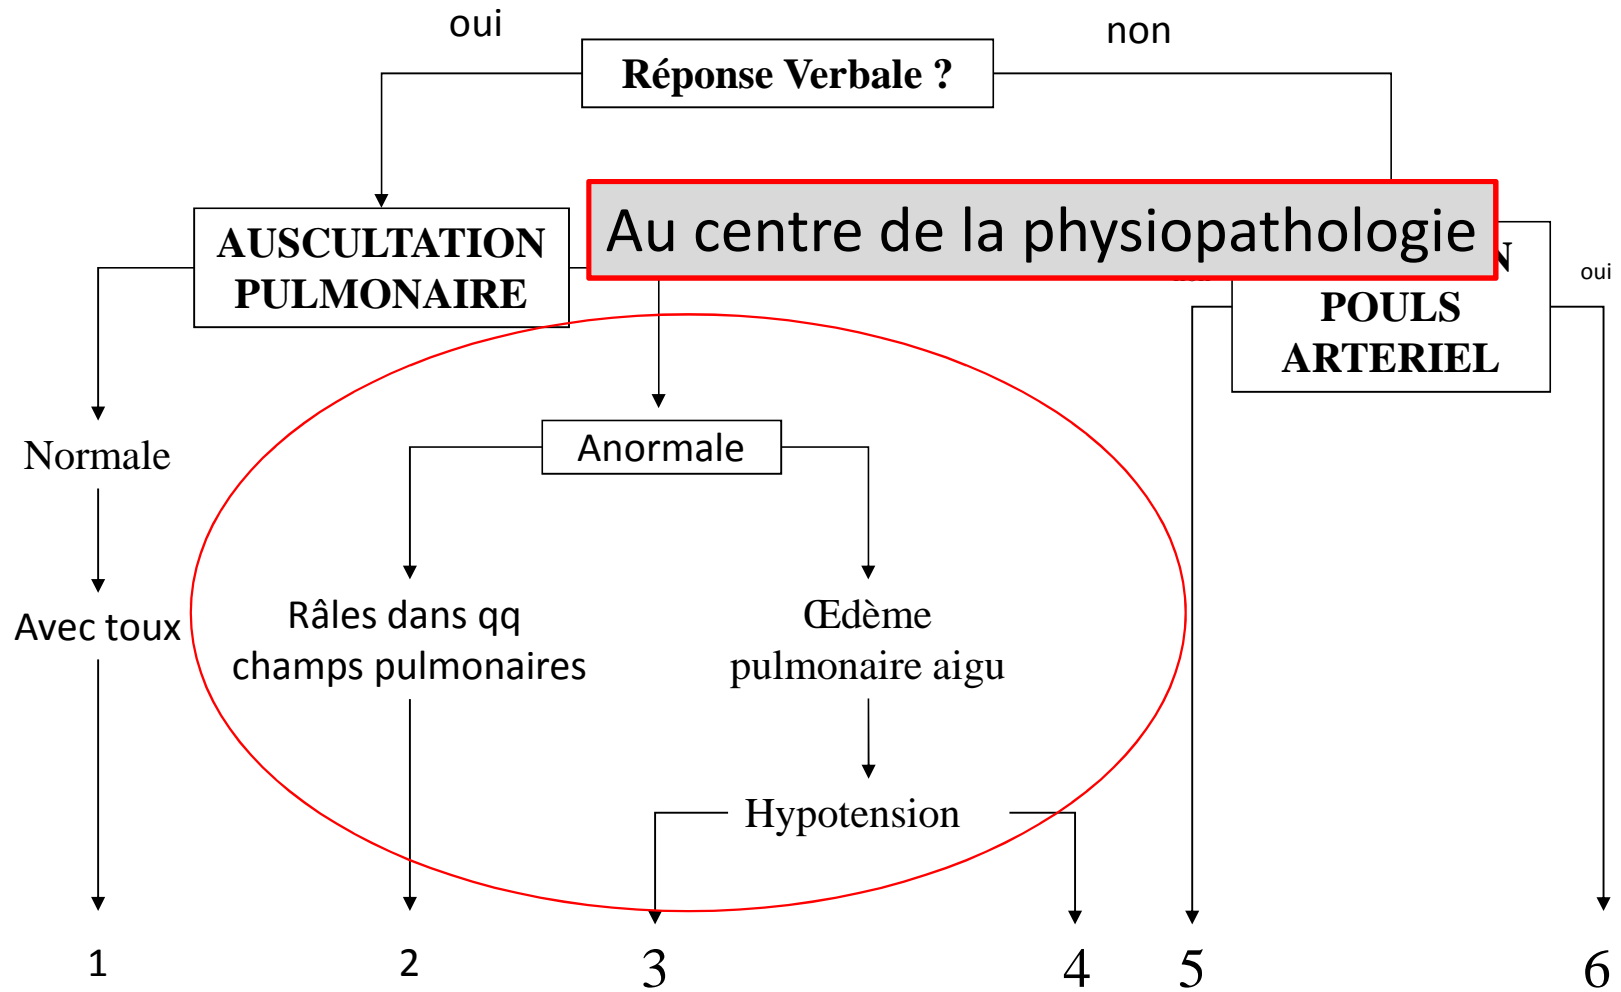 oui
non
Réponse Verbale ?
Au centre de la physiopathologie
AUSCULTATION
PULMONAIRE
POULS
ARTERIEL
oui
Normale
Anormale
Avec toux
Râles dans qq
champs pulmonaires
Œdème
pulmonaire aigu
Hypotension
1
2
3
4
5
6